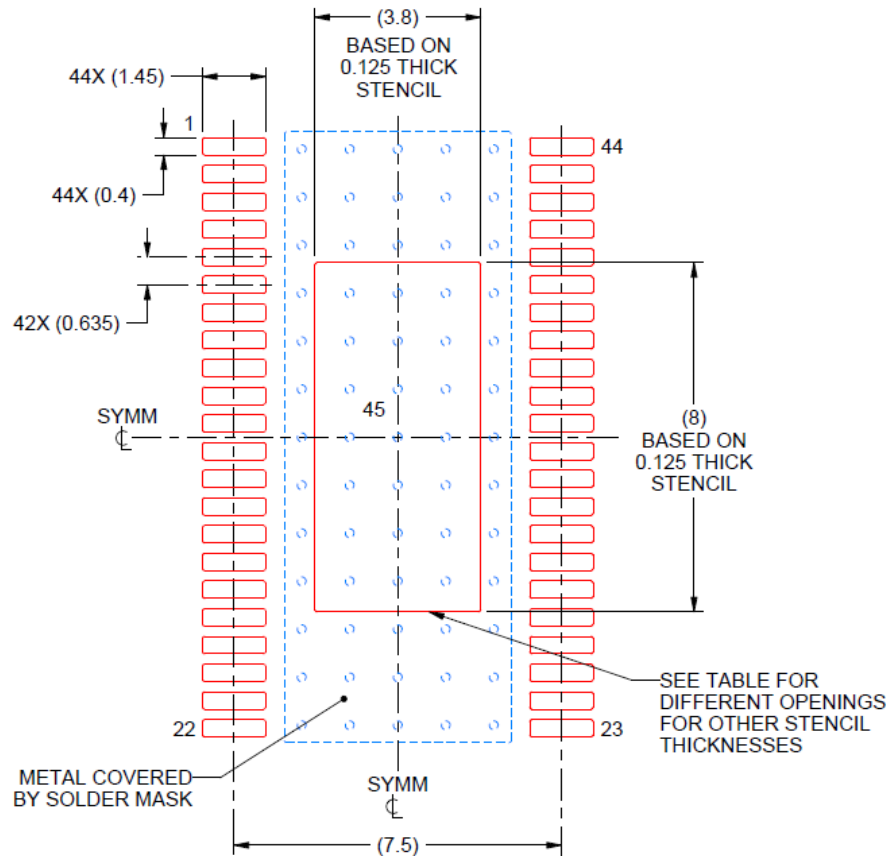 (3.8)
BASED ON
0.125 THICK
STENCIL
44X (1.45)
1
44
44X (0.4)
42X (0.635)
45
SYMM
℄
(8)
BASED ON
0.125 THICK
STENCIL
SEE TABLE FOR
DIFFERENT OPENINGS
FOR OTHER STENCIL
THICKNESSES
22
23
METAL COVERED
BY SOLDER MASK
SYMM
℄
(7.5)